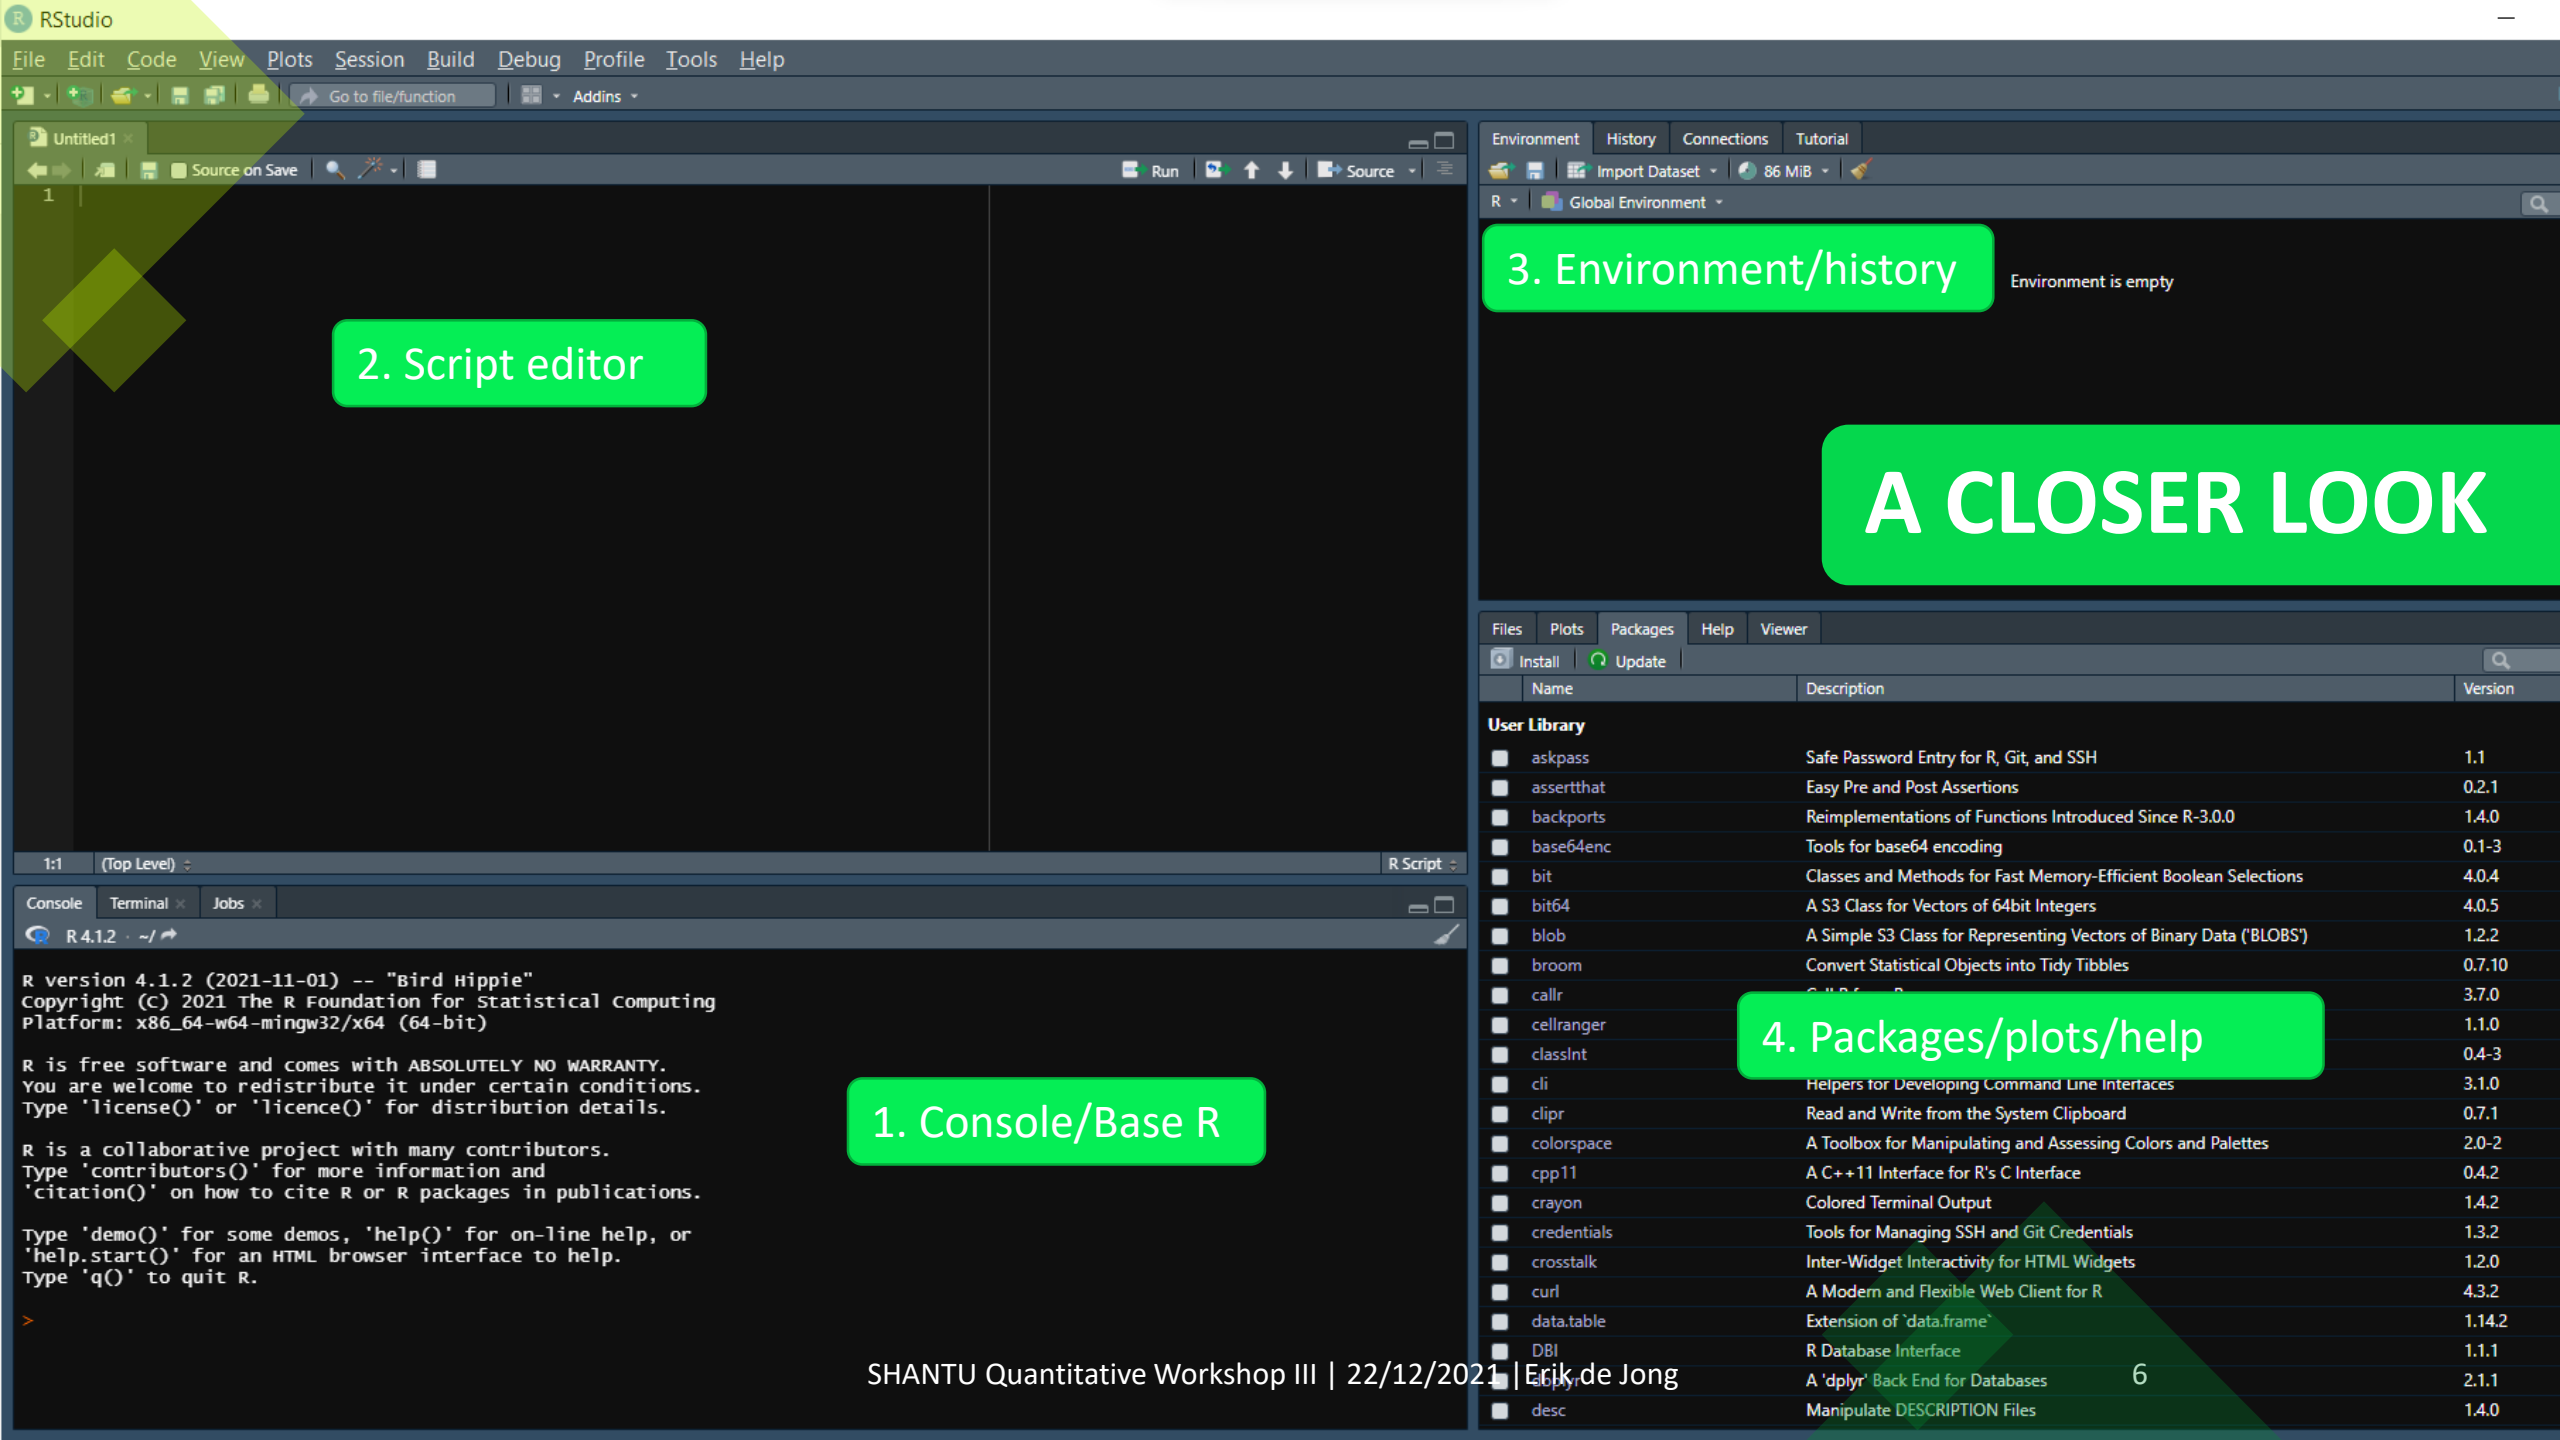 RStudio
File Edit Code View Plots Session Build Debug Profile Tools Help
Go to file/function Addins
Untitled1
Source on Save Run Source
1
2. Script editor
1:1 (Top Level) R Script
Console Terminal Jobs
R 4.1.2 · ~/
R version 4.1.2 (2021-11-01) -- "Bird Hippie"
Copyright (C) 2021 The R Foundation for Statistical Computing
Platform: x86_64-w64-mingw32/x64 (64-bit)
R is free software and comes with ABSOLUTELY NO WARRANTY.
You are welcome to redistribute it under certain conditions.
Type 'license()' or 'licence()' for distribution details.
R is a collaborative project with many contributors.
Type 'contributors()' for more information and
'citation()' on how to cite R or R packages in publications.
Type 'demo()' for some demos, 'help()' for on-line help, or
'help.start()' for an HTML browser interface to help.
Type 'q()' to quit R.
>
1. Console/Base R
Environment History Connections Tutorial
Import Dataset 86 MiB
R Global Environment
3. Environment/history
Environment is empty
A CLOSER LOOK
Files Plots Packages Help Viewer
Install Update
Name Description Version
User Library
askpass Safe Password Entry for R, Git, and SSH 1.1
assertthat Easy Pre and Post Assertions 0.2.1
backports Reimplementations of Functions Introduced Since R-3.0.0 1.4.0
base64enc Tools for base64 encoding 0.1-3
bit Classes and Methods for Fast Memory-Efficient Boolean Selections 4.0.4
bit64 A S3 Class for Vectors of 64bit Integers 4.0.5
blob A Simple S3 Class for Representing Vectors of Binary Data ('BLOBS') 1.2.2
broom Convert Statistical Objects into Tidy Tibbles 0.7.10
callr 3.7.0
cellranger 1.1.0
4. Packages/plots/help
classInt 0.4-3
cli Helpers for Developing Command Line Interfaces 3.1.0
clipr Read and Write from the System Clipboard 0.7.1
colorspace A Toolbox for Manipulating and Assessing Colors and Palettes 2.0-2
cpp11 A C++11 Interface for R's C Interface 0.4.2
crayon Colored Terminal Output 1.4.2
credentials Tools for Managing SSH and Git Credentials 1.3.2
crosstalk Inter-Widget Interactivity for HTML Widgets 1.2.0
curl A Modern and Flexible Web Client for R 4.3.2
data.table Extension of `data.frame` 1.14.2
DBI R Database Interface 1.1.1
A 'dplyr' Back End for Databases 2.1.1
desc Manipulate DESCRIPTION Files 1.4.0
SHANTU Quantitative Workshop III | 22/12/2021 |Erik de Jong
6